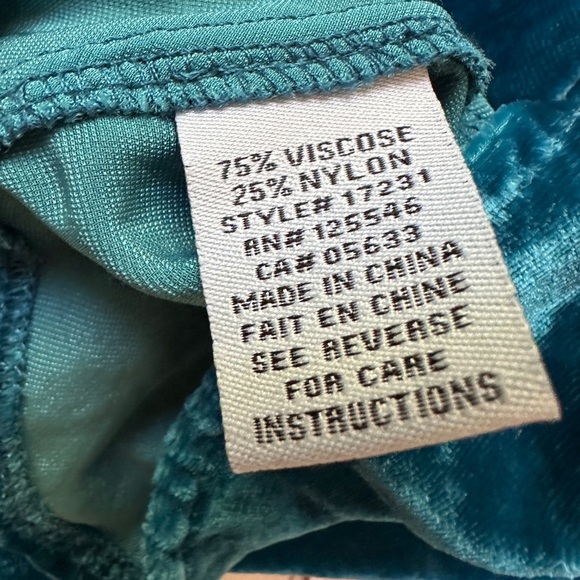 75% VISCOSE
25% NYLON
STYLE# 17231
RN# 125546
CA# 05633
MADE IN CHINA
FAIT EN CHINE
SEE REVERSE
FOR CARE
INSTRUCTIONS